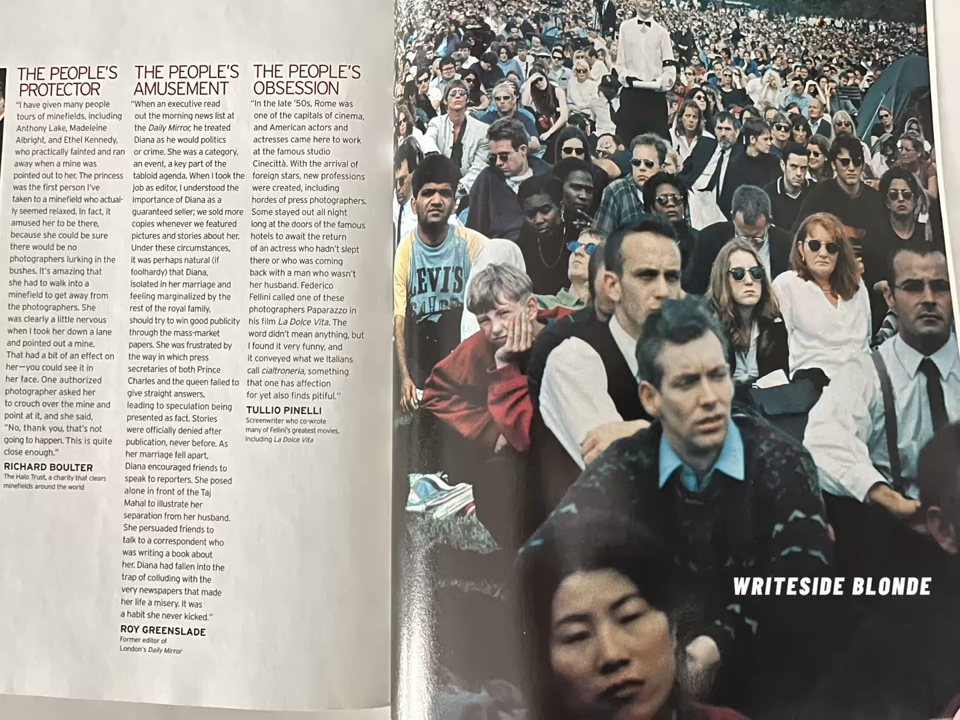 THE PEOPLE'S
PROTECTOR
"I have given many people
tours of minefields, including
Anthony Lake, Madeleine
Albright, and Ethel Kennedy,
who practically fainted and ran
away when a mine was
pointed out to her. The princess
was the first person I've
taken to a minefield who actual-
ly seemed relaxed. In fact, it
amused her to be there,
because she could be sure
there would be no
photographers lurking in the
bushes. It's amazing that
she had to walk into a
minefield to get away from
the photographers. She
was clearly a little nervous
when I took her down a lane
and pointed out a mine.
That had a bit of an effect on
her—you could see it in
her face. One authorized
photographer asked her
to crouch over the mine and
point at it, and she said,
"No, thank you, that's not
going to happen. This is quite
close enough."
RICHARD BOULTER
The Halo Trust, a charity that clears
minefields around the world
THE PEOPLE'S
AMUSEMENT
"When an executive read
out the morning news list at
the Daily Mirror, he treated
Diana as he would politics
or crime. She was a category,
an event, a key part of the
tabloid agenda. When I took the
job as editor, I understood the
importance of Diana as a
guaranteed seller; we sold more
copies whenever we featured
pictures and stories about her.
Under these circumstances,
it was perhaps natural (if
foolhardy) that Diana,
isolated in her marriage and
feeling marginalized by the
rest of the royal family,
should try to win good publicity
through the mass-market
papers. She was frustrated by
the way in which press
secretaries of both Prince
Charles and the queen failed to
give straight answers,
leading to speculation being
presented as fact. Stories
were officially denied after
publication, never before. As
her marriage fell apart,
Diana encouraged friends to
speak to reporters. She posed
alone in front of the Taj
Mahal to illustrate her
separation from her husband.
She persuaded friends to
talk to a correspondent who
was writing a book about
her. Diana had fallen into the
trap of colluding with the
very newspapers that made
her life a misery. It was
a habit she never kicked."
ROY GREENSLADE
Former editor of
London's Daily Mirror
THE PEOPLE'S
OBSESSION
"In the late '50s, Rome was
one of the capitals of cinema,
and American actors and
actresses came here to work
at the famous studio
Cinecittà. With the arrival of
foreign stars, new professions
were created, including
hordes of press photographers.
Some stayed out all night
long at the doors of the famous
hotels to await the return
of an actress who hadn't slept
there or who was coming
back with a man who wasn't
her husband. Federico
Fellini called one of these
photographers Paparazzo in
his film La Dolce Vita. The
word didn't mean anything, but
I found it very funny, and
it conveyed what we Italians
call cialtroneria, something
that one has affection
for yet also finds pitiful."
TULLIO PINELLI
Screenwriter who co-wrote
many of Fellini's greatest movies,
including La Dolce Vita
LEVI'S
WRITESIDE BLONDE